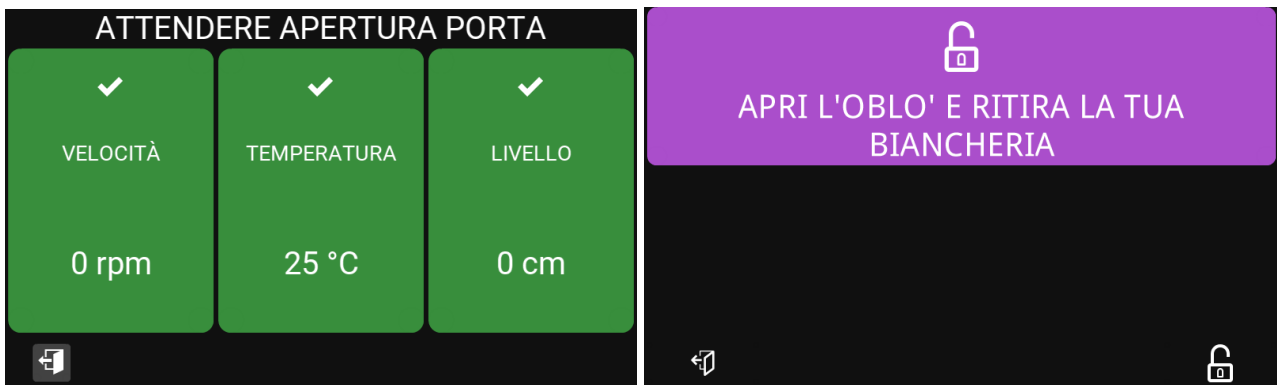 ATTENDERE APERTURA PORTA
VELOCITÀ
TEMPERATURA
LIVELLO
0 rpm
25 °C
0 cm
APRI L'OBLO' E RITIRA LA TUA
BIANCHERIA